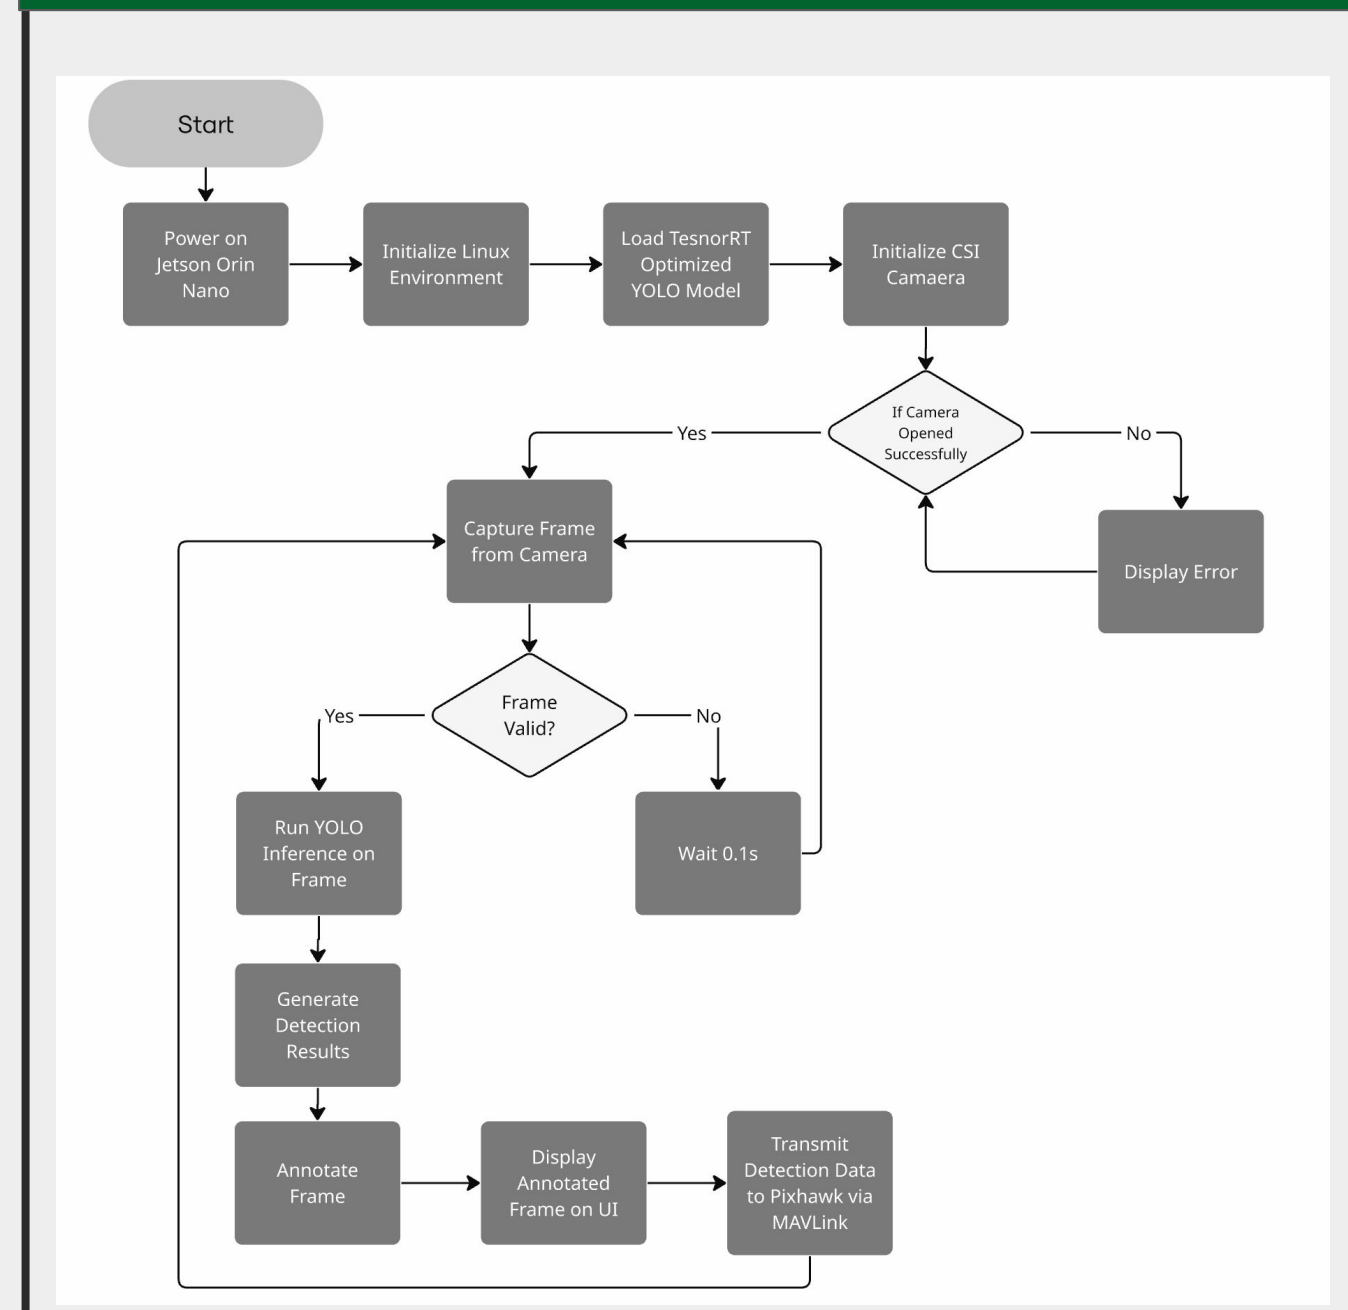 Start
Power on
Jetson Orin
Nano
Initialize Linux
Environment
Load TesnorRT
Optimized
YOLO Model
Initialize CSI
Camaera
If Camera
Opened
Successfully
Yes
No
Capture Frame
from Camera
Display Error
Frame
Valid?
Yes
No
Run YOLO
Inference on
Frame
Wait 0.1s
Generate
Detection
Results
Annotate
Frame
Display
Annotated
Frame on UI
Transmit
Detection Data
to Pixhawk via
MAVLink